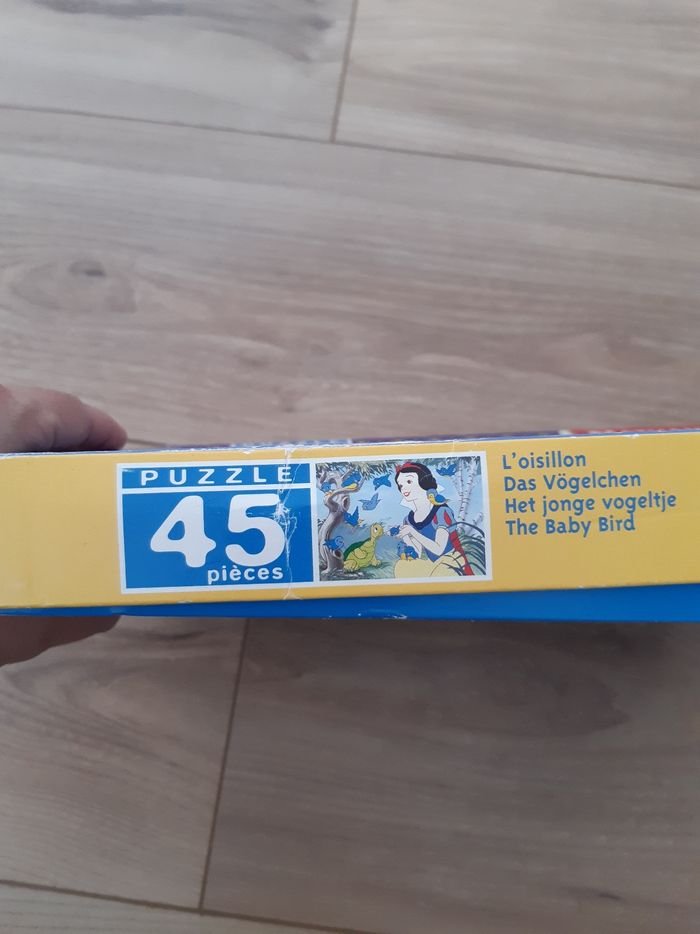 PUZZLE
45
pièces
L'oisillon
Das Vögelchen
Het jonge vogeltje
The Baby Bird